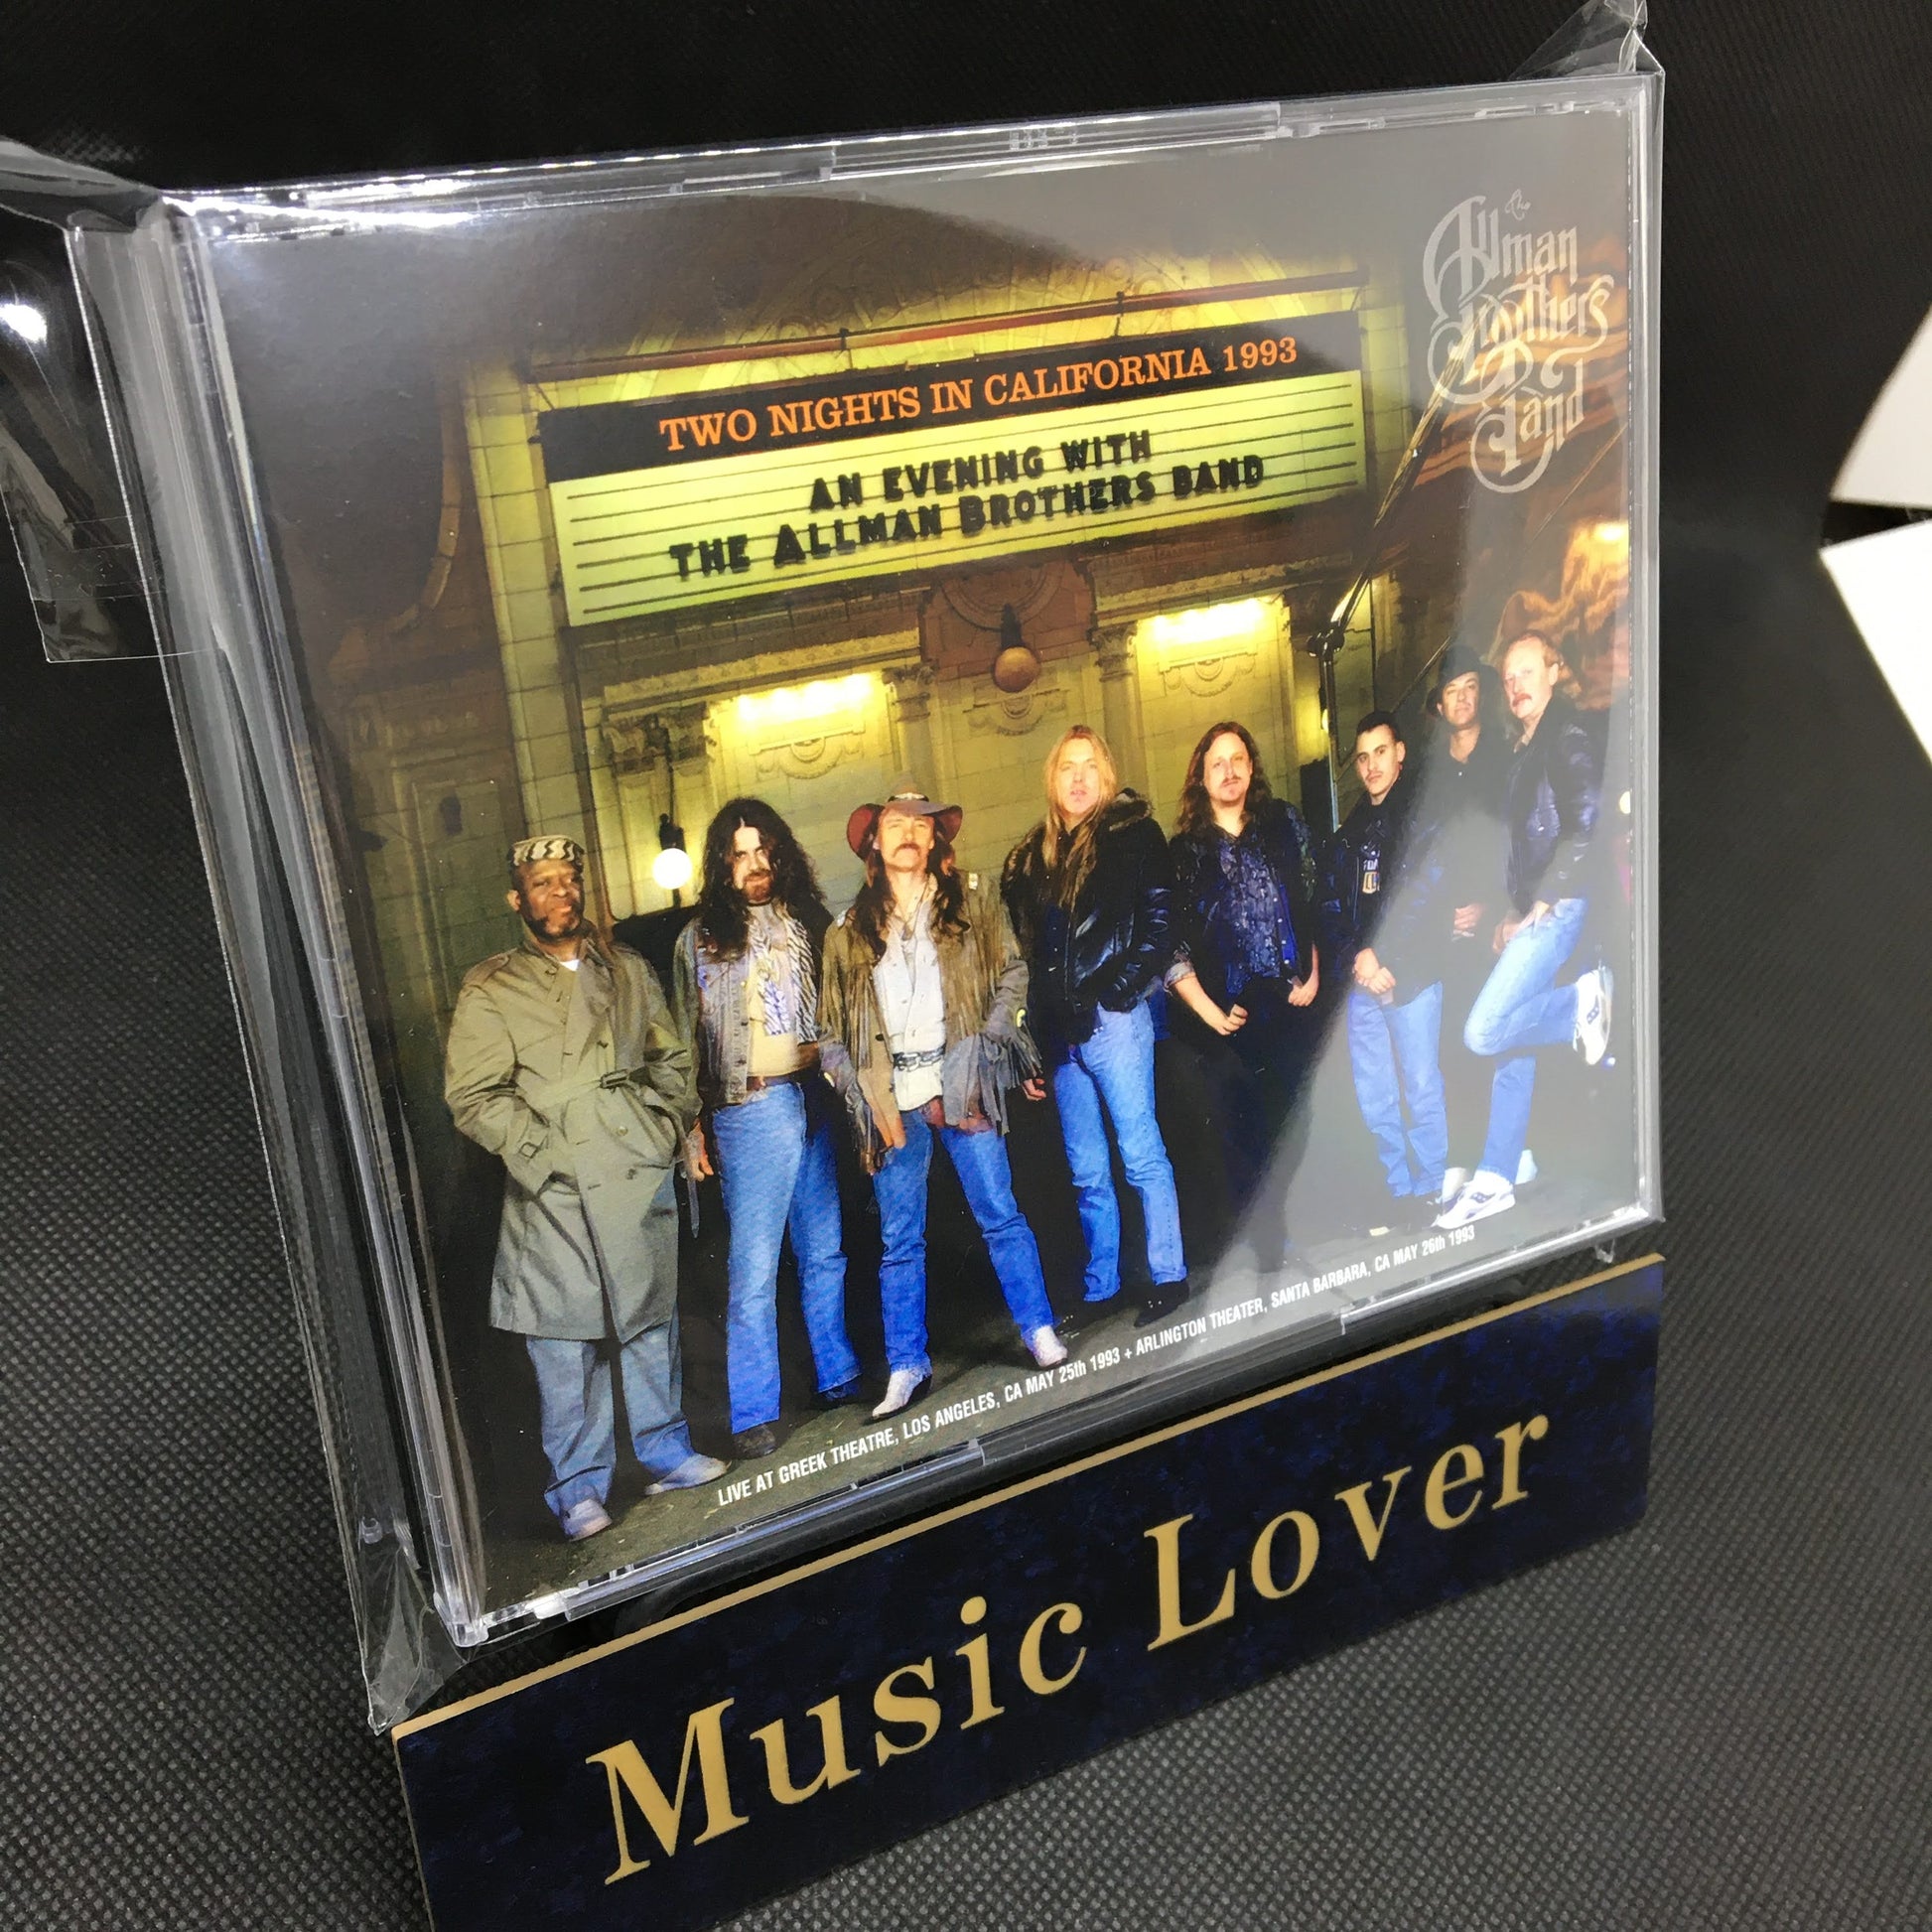 The
Allman
Brothers
Band
TWO NIGHTS IN CALIFORNIA 1993
AN EVENING WITH
THE ALLMAN BROTHERS BAND
LIVE AT GREEK THEATRE, LOS ANGELES, CA MAY 25th 1993 + ARLINGTON THEATER, SANTA BARBARA, CA MAY 26th 1993
Music Lover